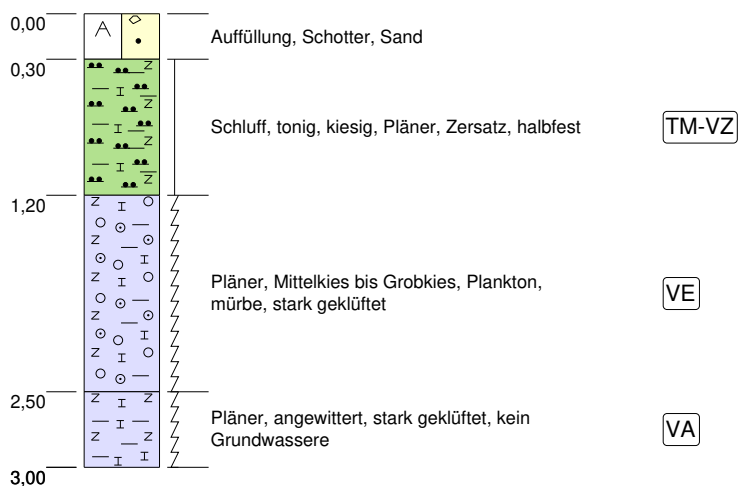 0,00
A
Auffüllung, Schotter, Sand
0,30
Schluff, tonig, kiesig, Pläner, Zersatz, halbfest
TM-VZ
1,20
Pläner, Mittelkies bis Grobkies, Plankton,
mürbe, stark geklüftet
VE
2,50
Pläner, angewittert, stark geklüftet, kein
Grundwassere
VA
3,00